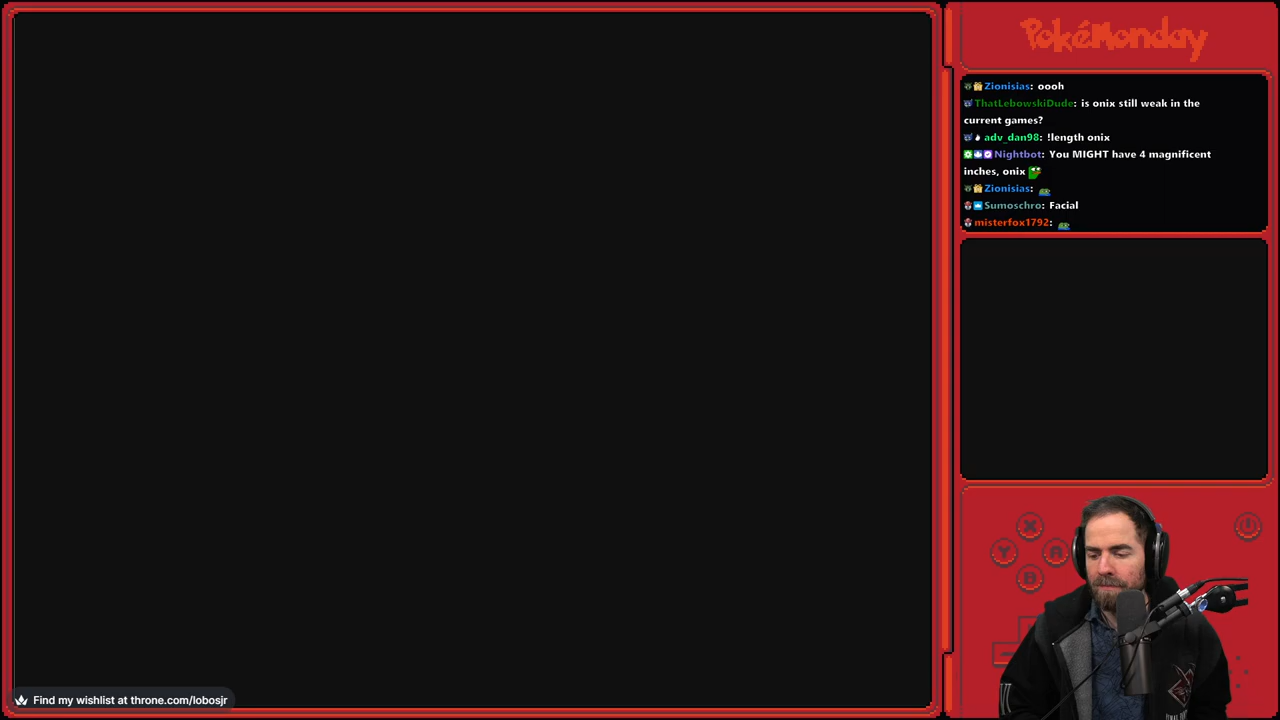 PokéMonday
Zionisias: oooh
ThatLebowskiDude: is onix still weak in the
current games?
adv_dan98: !length onix
Nightbot: You MIGHT have 4 magnificent
inches, onix
Zionisias:
Sumoschro: Facial
misterfox1792:
X
Y
A
B
Find my wishlist at throne.com/lobosjr